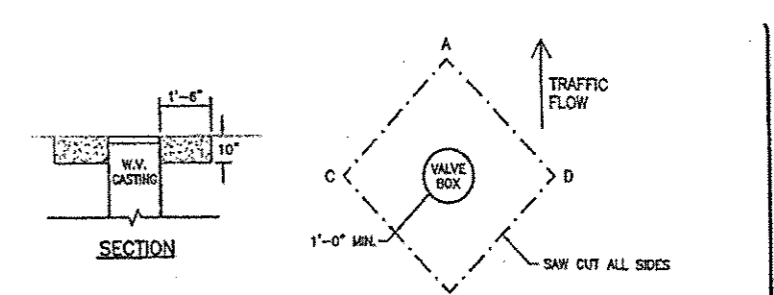 1'-6"
10"
W.V.
CASTING
SECTION
A
TRAFFIC
FLOW
C
VALVE
BOX
D
1'-0" MIN.
SAW CUT ALL SIDES